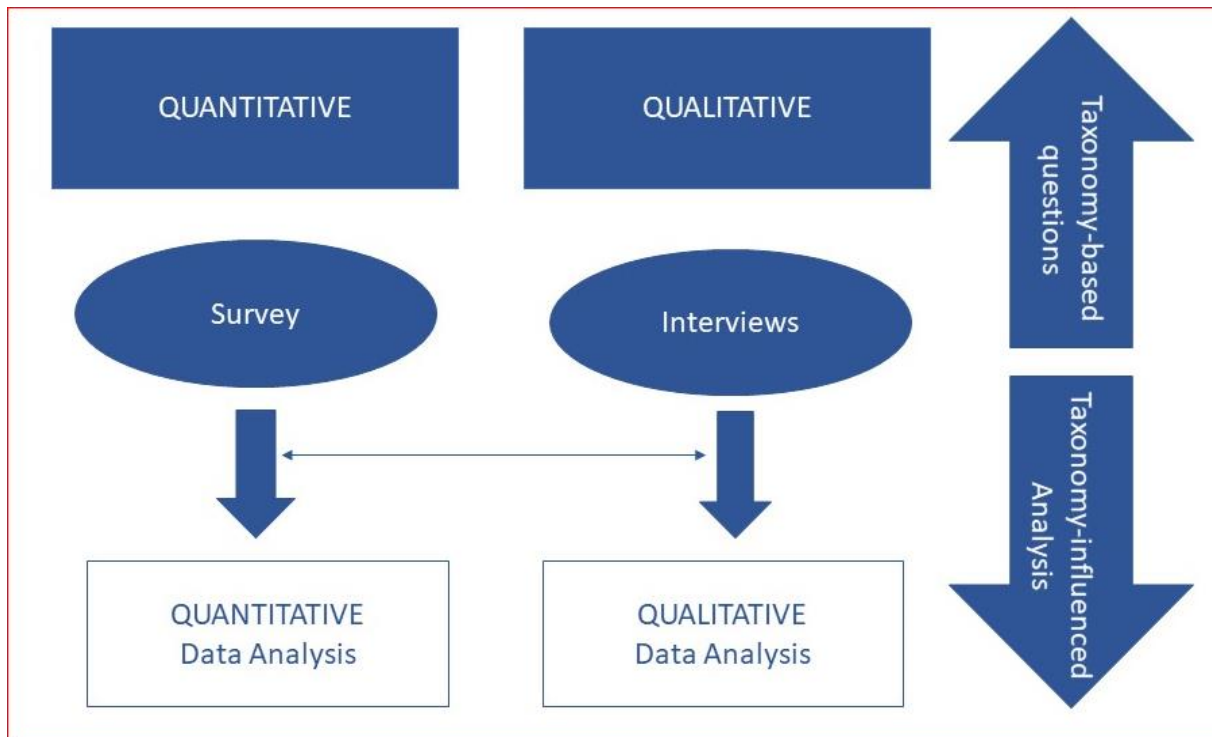 QUANTITATIVE
QUALITATIVE
Taxonomy-based
questions
Survey
Interviews
Taxonomy-influenced
Analysis
QUANTITATIVE
Data Analysis
QUALITATIVE
Data Analysis